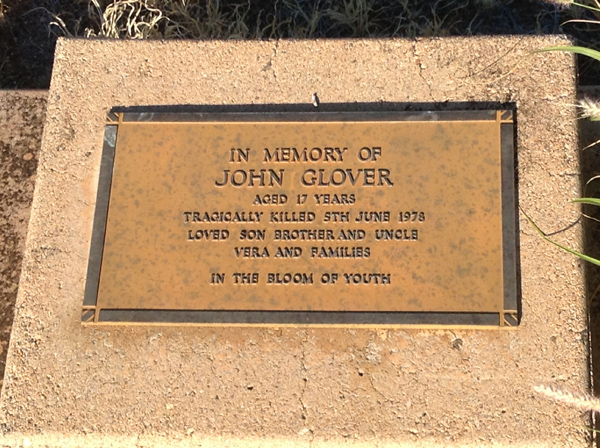 IN MEMORY OF
JOHN GLOVER
AGED 17 YEARS
TRAGICALLY KILLED 5TH JUNE 1978
LOVED SON BROTHER AND UNCLE
VERA AND FAMILIES
IN THE BLOOM OF YOUTH